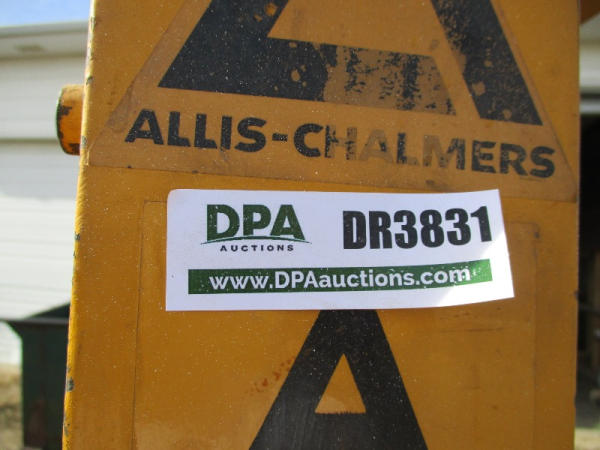 ALLIS-CHALMERS
DPA
AUCTIONS
DR3831
www.DPAauctions.com